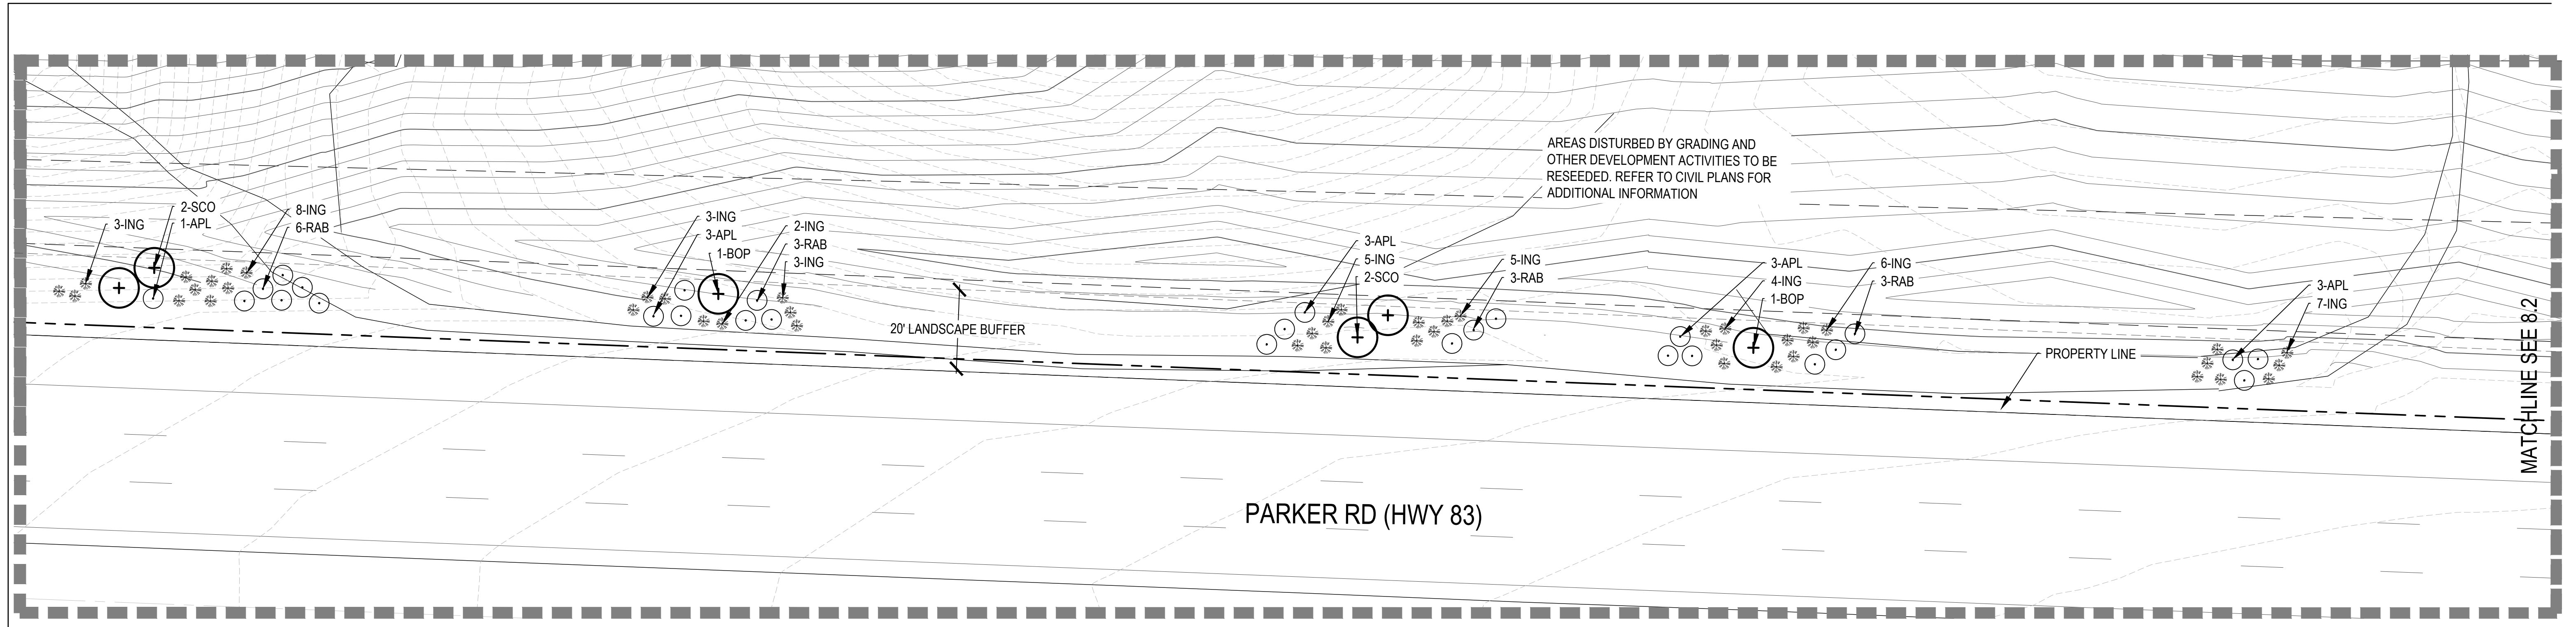 AREAS DISTURBED BY GRADING AND
OTHER DEVELOPMENT ACTIVITIES TO BE
RESEEDED. REFER TO CIVIL PLANS FOR
ADDITIONAL INFORMATION
3-ING
2-SCO
1-APL
8-ING
6-RAB
3-ING
3-APL
1-BOP
2-ING
3-RAB
3-ING
20' LANDSCAPE BUFFER
3-APL
5-ING
2-SCO
5-ING
3-RAB
3-APL
4-ING
1-BOP
6-ING
3-RAB
3-APL
7-ING
PROPERTY LINE
MATCHLINE SEE 8.2
PARKER RD (HWY 83)